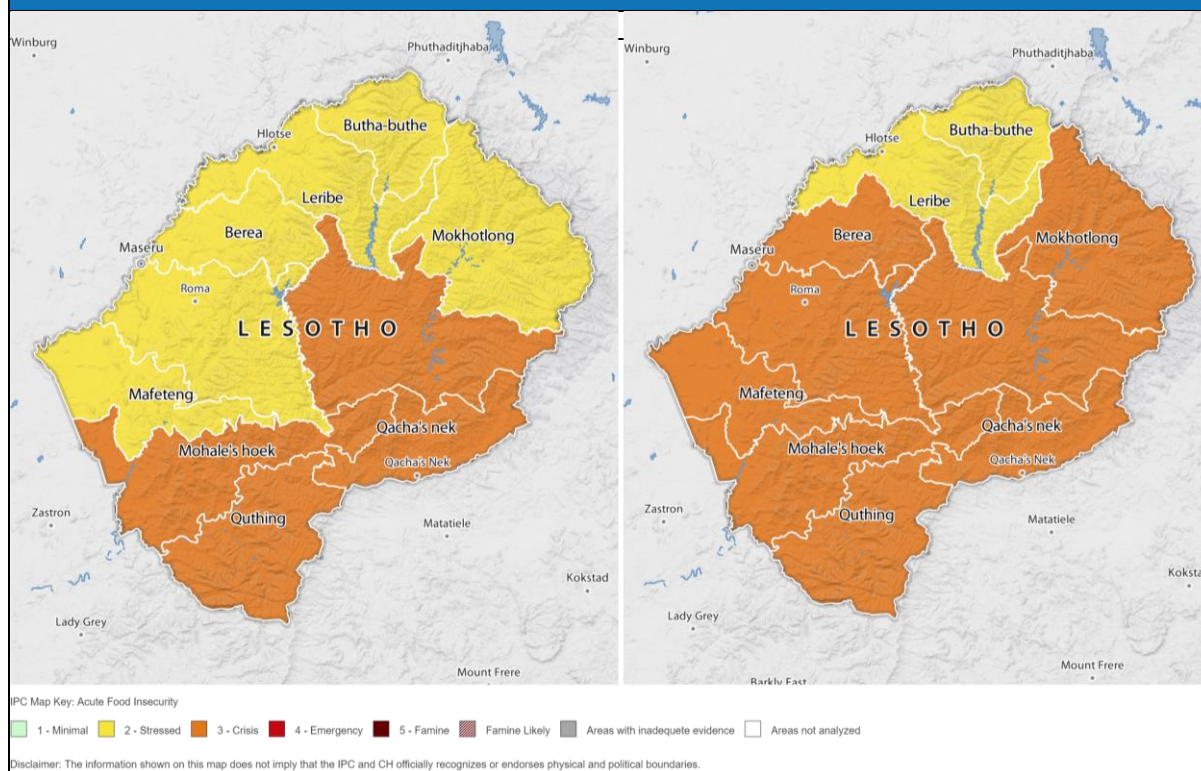 Winburg
Phuthaditjhaba
Hlotse
Butha-buthe
Leribe
Berea
Mokhotlong
Maseru
Roma
LESOTHO
Mafeteng
Qacha's nek
Mohale's hoek
Qacha's Nek
Quthing
Zastron
Matatiele
Kokstad
Lady Grey
Mount Frere
Winburg
Phuthaditjhaba
Hlotse
Butha-buthe
Leribe
Berea
Mokhotlong
Maseru
Roma
LESOTHO
Mafeteng
Qacha's nek
Mohale's hoek
Qacha's Nek
Quthing
Zastron
Matatiele
Koksta
Lady Grey
Mount Frere
Barkly East
IPC Map Key: Acute Food Insecurity
1 - Minimal 2 - Stressed 3 - Crisis 4 - Emergency 5 - Famine Famine Likely Areas with inadequete evidence Areas not analyzed
Disclaimer: The information shown on this map does not imply that the IPC and CH officially recognizes or endorses physical and political boundaries.